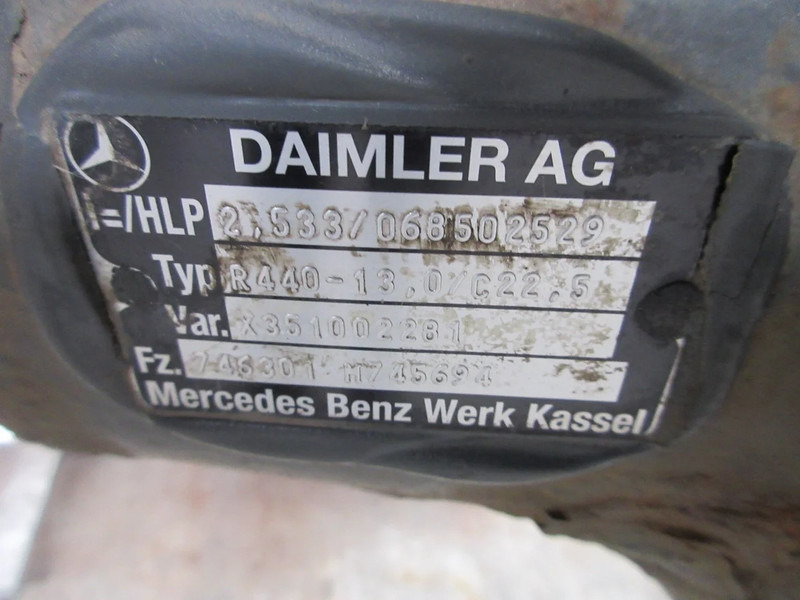 DAIMLER AG
i=/HLP 2,533/068502529
Typ R440-13,0/C22,5
Var. X351002281
Fz. 746301 M745694
Mercedes Benz Werk Kassel